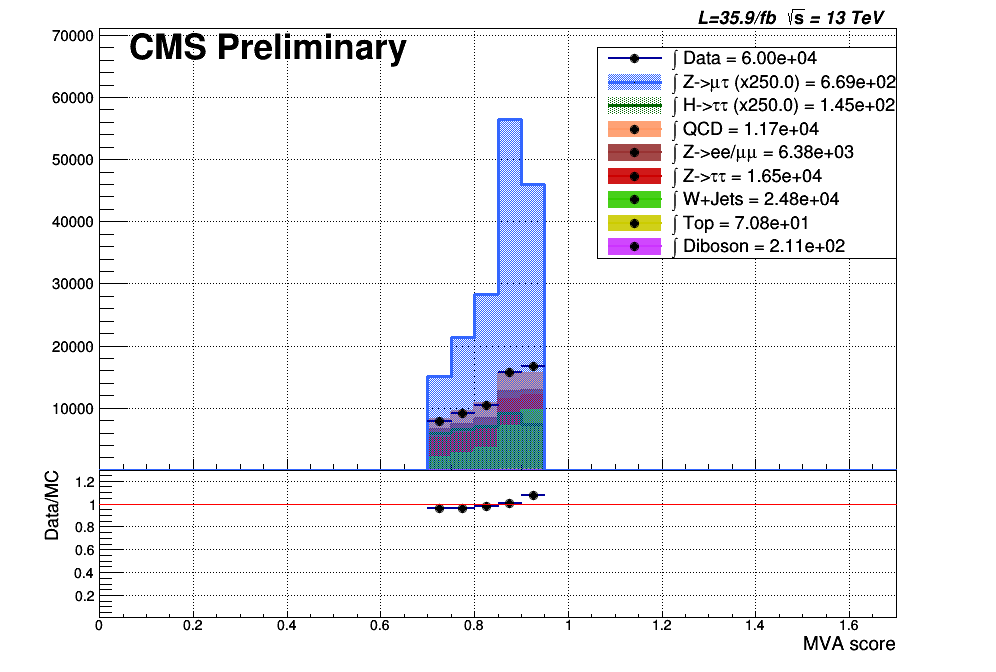 L=35.9/fb √s = 13 TeV
CMS Preliminary
∫ Data = 6.00e+04
∫ Z->μτ (x250.0) = 6.69e+02
∫ H->ττ (x250.0) = 1.45e+02
∫ QCD = 1.17e+04
∫ Z->ee/μμ = 6.38e+03
∫ Z->ττ = 1.65e+04
∫ W+Jets = 2.48e+04
∫ Top = 7.08e+01
∫ Diboson = 2.11e+02
70000
60000
50000
40000
30000
20000
10000
Data/MC
1.2
1
0.8
0.6
0.4
0.2
0 0.2 0.4 0.6 0.8 1 1.2 1.4 1.6
MVA score